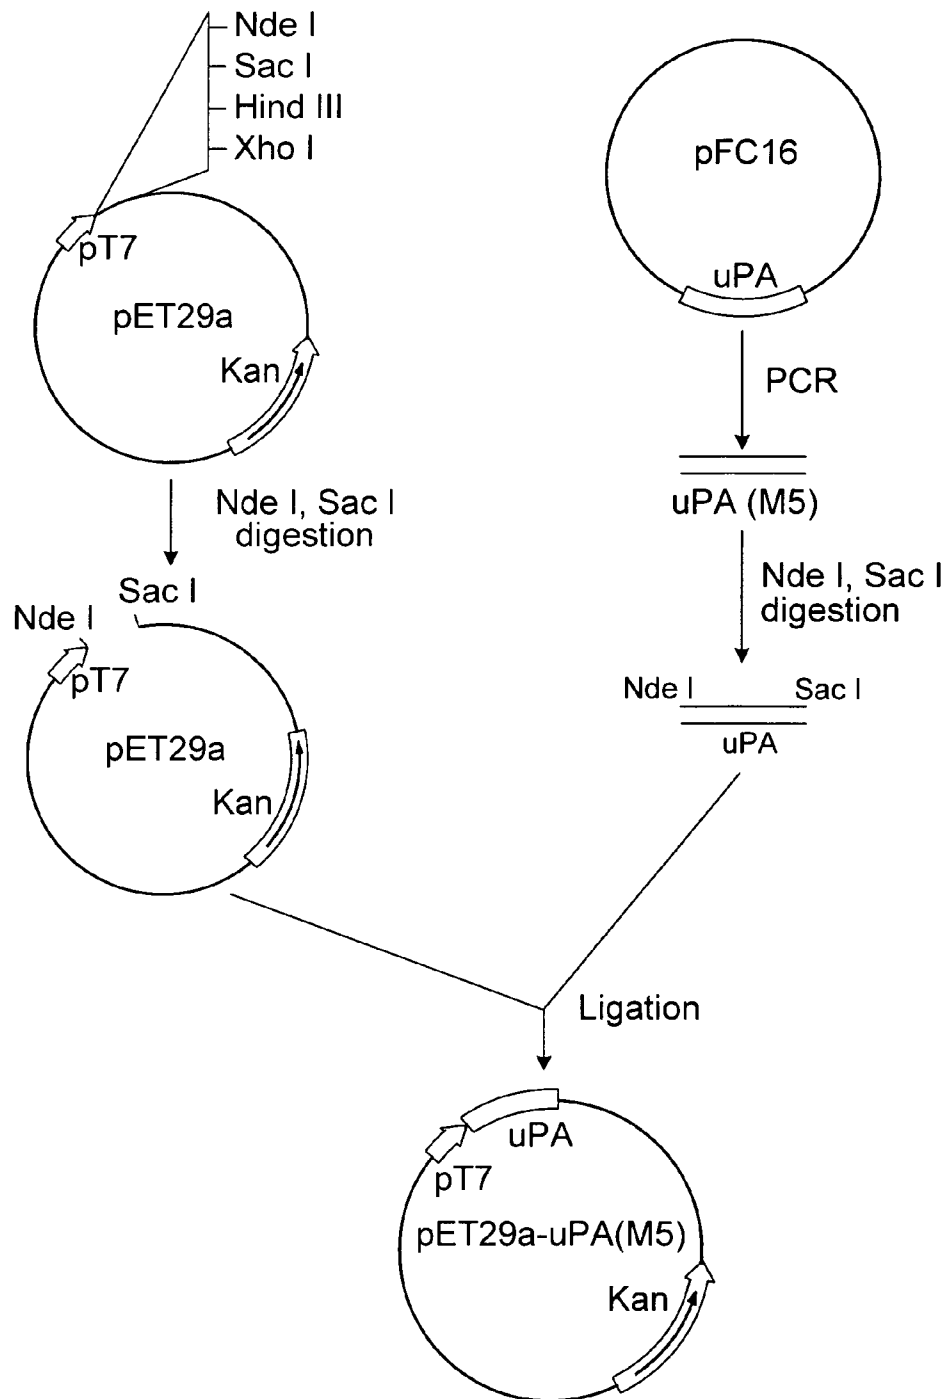 Nde I
Sac I
Hind III
Xho I
pT7
pET29a
Kan
Nde I, Sac I
digestion
Sac I
Nde I
pT7
pET29a
Kan
pFC16
uPA
PCR
uPA (M5)
Nde I, Sac I
digestion
Nde I
Sac I
uPA
Ligation
uPA
pT7
pET29a-uPA(M5)
Kan